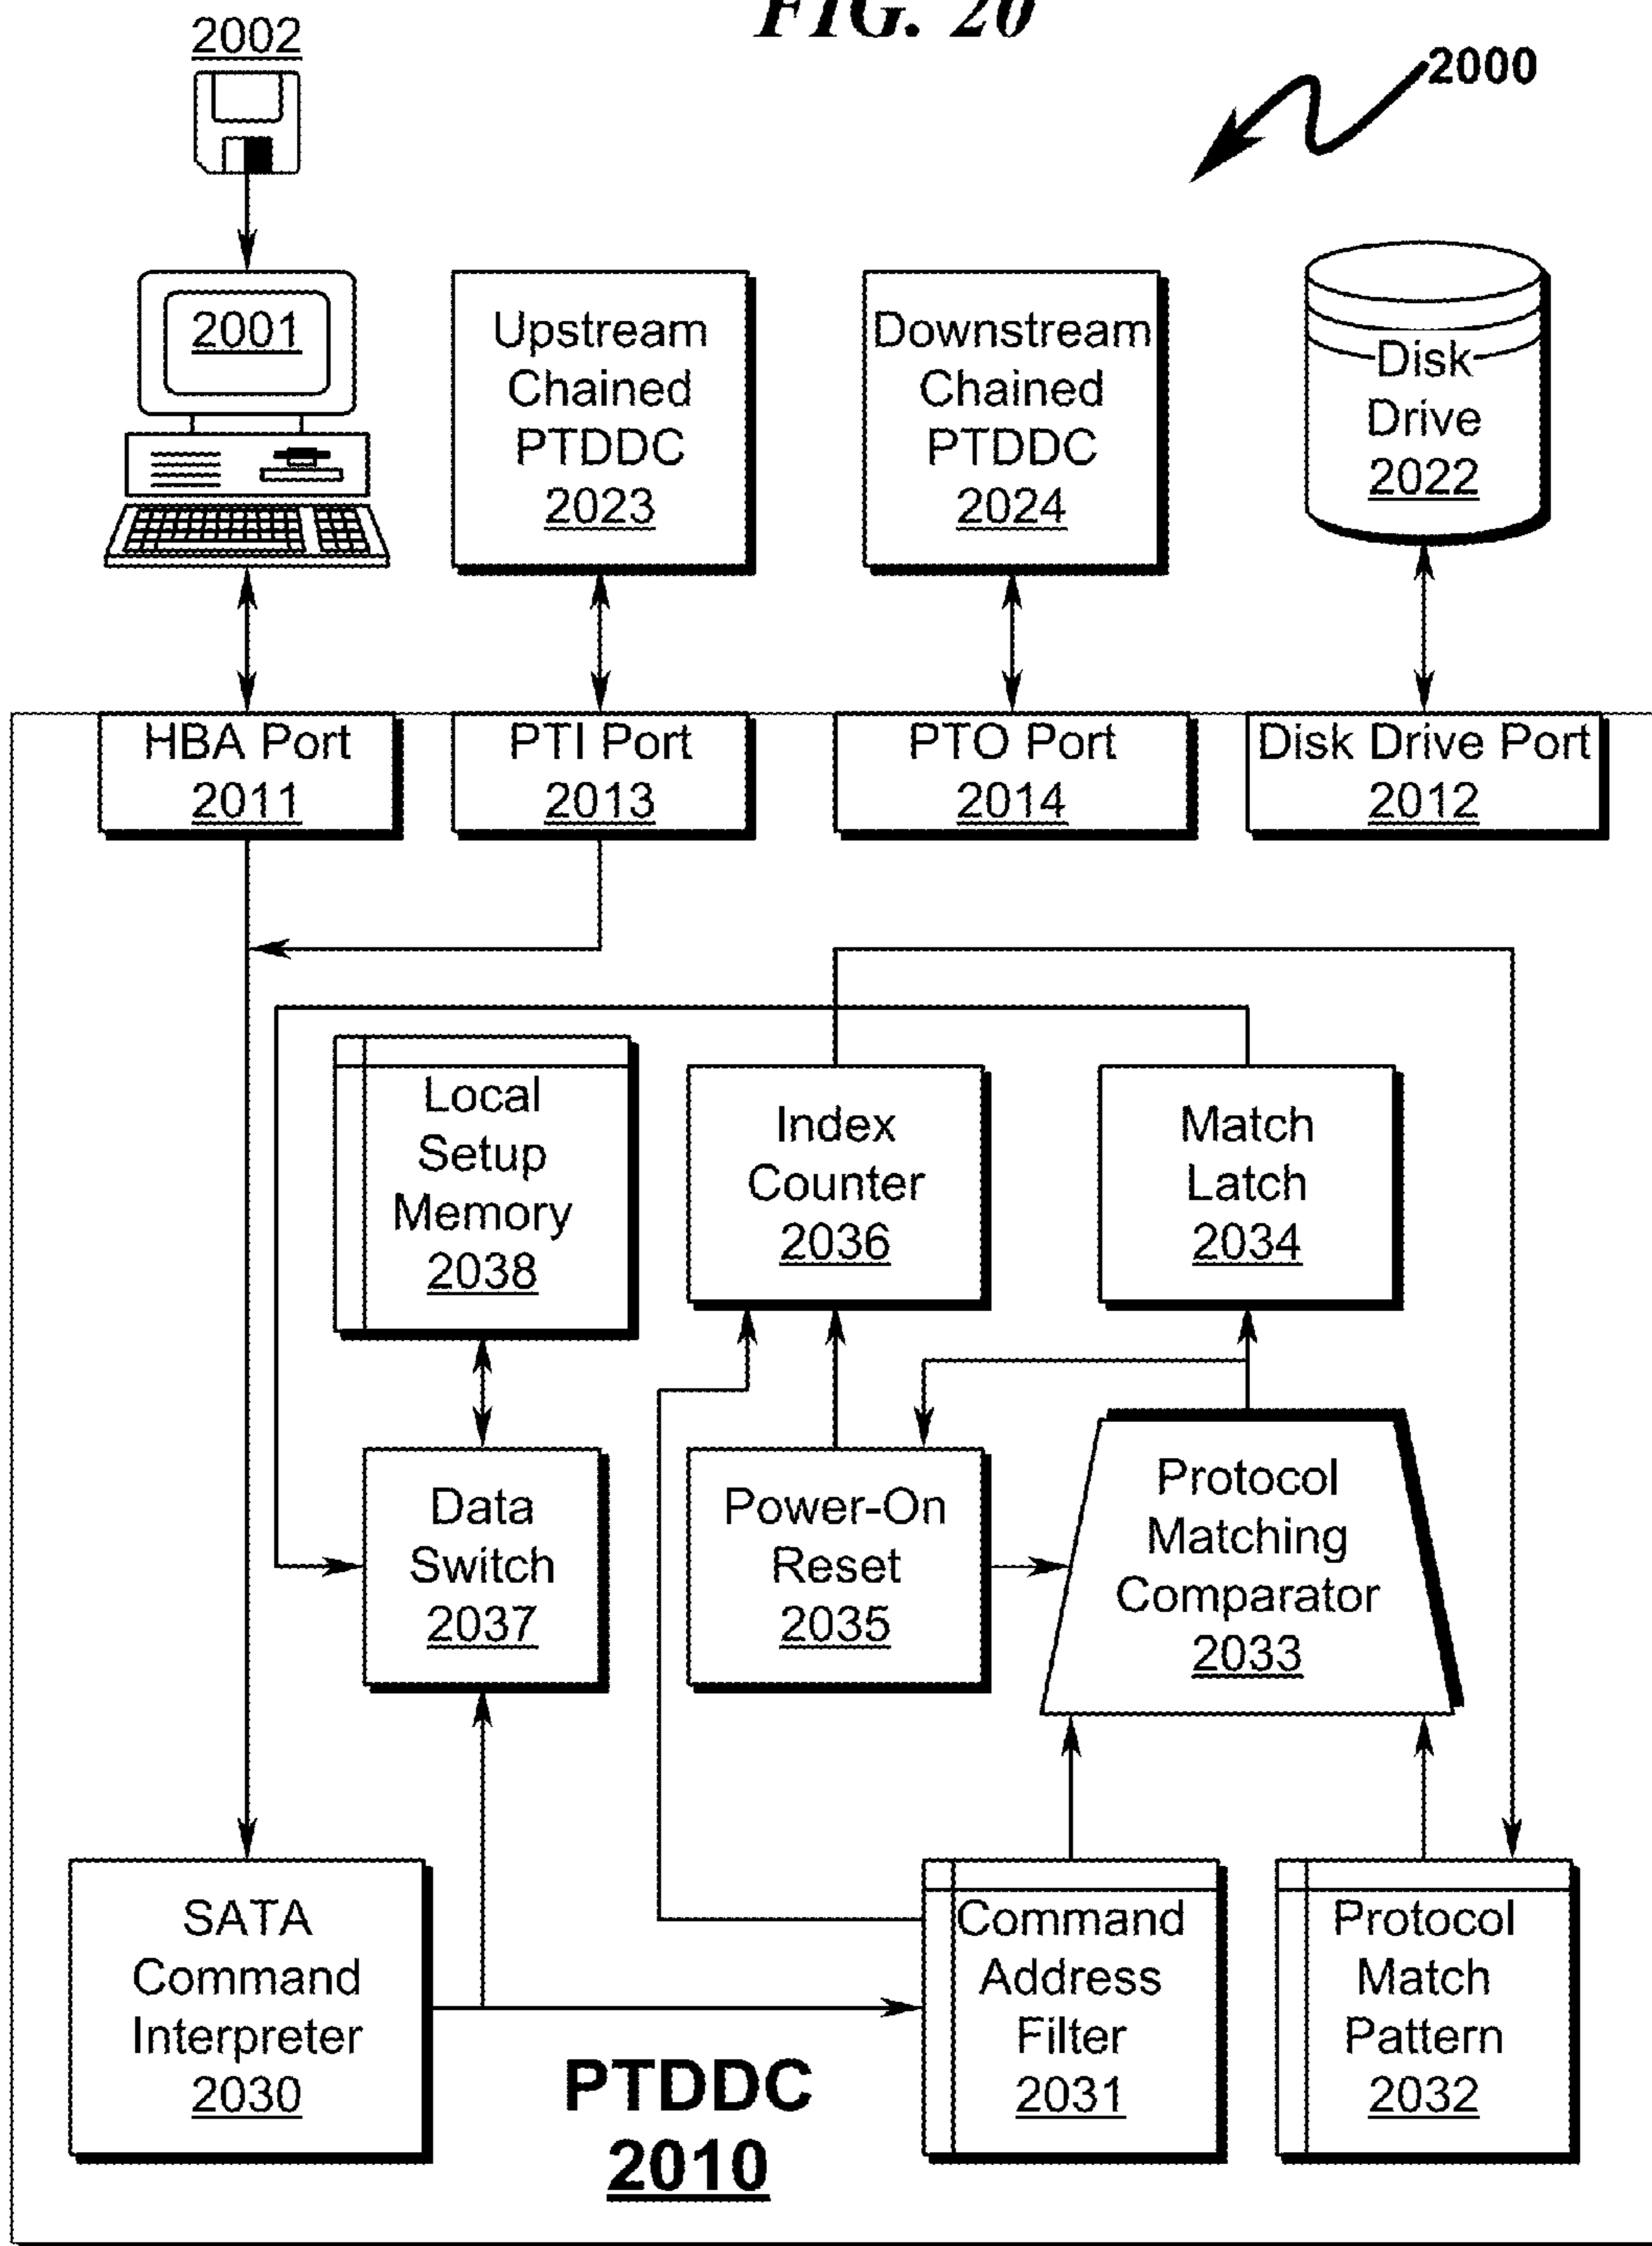 FIG. 20
2002
2000
2001
Upstream
Chained
PTDDC
2023
Downstream
Chained
PTDDC
2024
Disk
Drive
2022
HBA Port
2011
PTI Port
2013
PTO Port
2014
Disk Drive Port
2012
Local
Setup
Memory
2038
Index
Counter
2036
Match
Latch
2034
Data
Switch
2037
Power-On
Reset
2035
Protocol
Matching
Comparator
2033
SATA
Command
Interpreter
2030
Command
Address
Filter
2031
Protocol
Match
Pattern
2032
PTDDC
2010